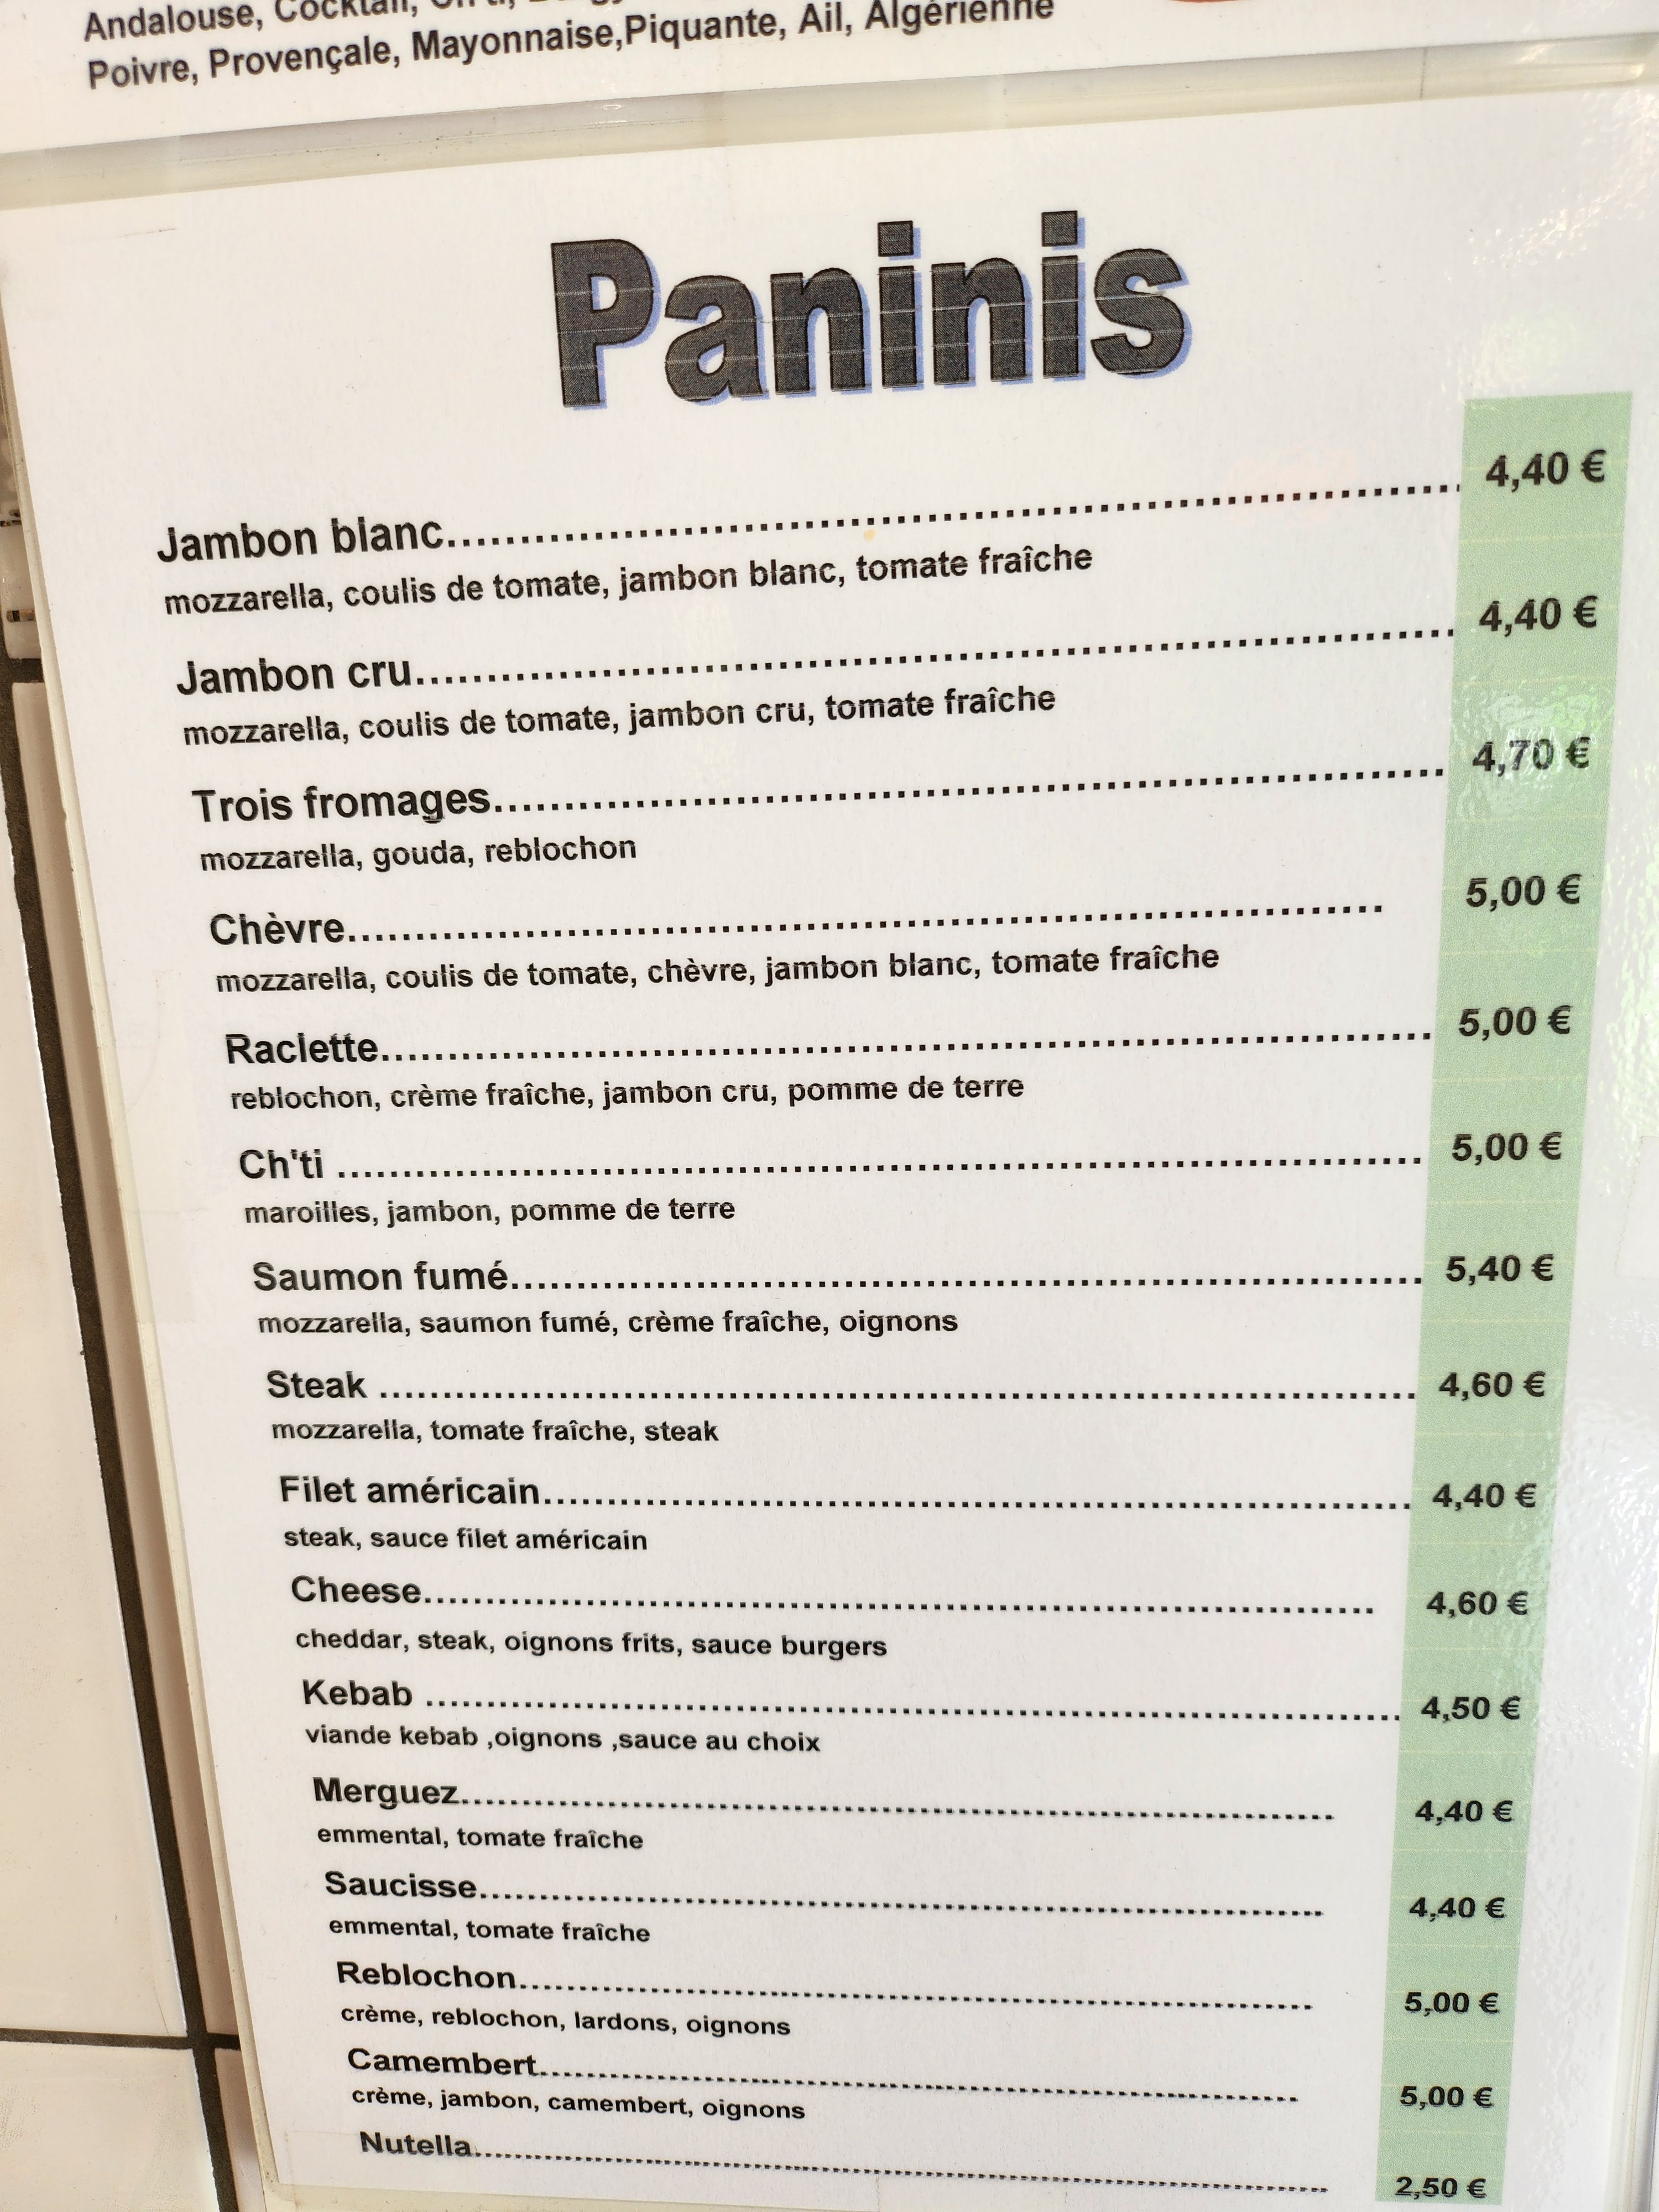 Andalouse, Cocktail,
Poivre, Provençale, Mayonnaise,Piquante, Ail, Algérienne
Paninis
Jambon blanc.......................................................................... 4,40 €
mozzarella, coulis de tomate, jambon blanc, tomate fraîche
Jambon cru.......................................................................... 4,40 €
mozzarella, coulis de tomate, jambon cru, tomate fraîche
Trois fromages.................................................................. 4,70 €
mozzarella, gouda, reblochon
Chèvre.......................................................................... 5,00 €
mozzarella, coulis de tomate, chèvre, jambon blanc, tomate fraîche
Raclette.......................................................................... 5,00 €
reblochon, crème fraîche, jambon cru, pomme de terre
Ch'ti .............................................................................. 5,00 €
maroilles, jambon, pomme de terre
Saumon fumé.................................................................. 5,40 €
mozzarella, saumon fumé, crème fraîche, oignons
Steak .............................................................................. 4,60 €
mozzarella, tomate fraîche, steak
Filet américain.................................................................. 4,40 €
steak, sauce filet américain
Cheese.......................................................................... 4,60 €
cheddar, steak, oignons frits, sauce burgers
Kebab .............................................................................. 4,50 €
viande kebab ,oignons ,sauce au choix
Merguez.......................................................................... 4,40 €
emmental, tomate fraîche
Saucisse.......................................................................... 4,40 €
emmental, tomate fraîche
Reblochon...................................................................... 5,00 €
crème, reblochon, lardons, oignons
Camembert...................................................................... 5,00 €
crème, jambon, camembert, oignons
Nutella.............................................................................. 2,50 €